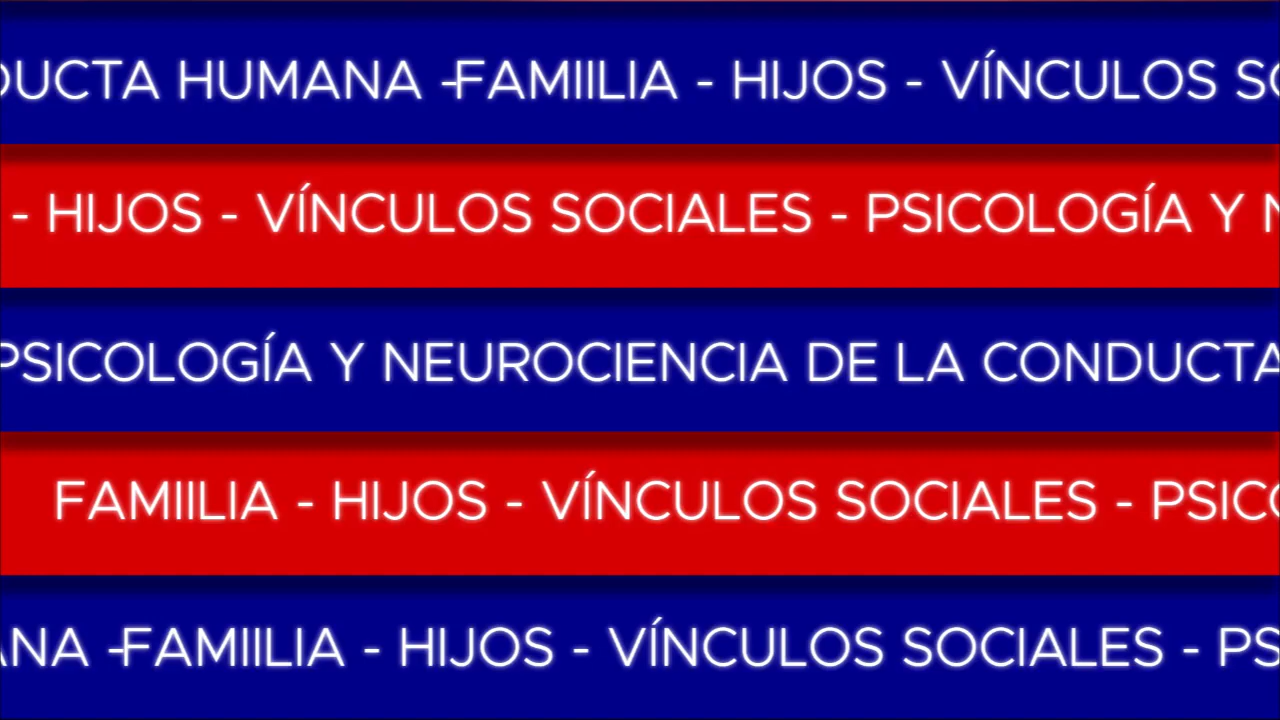 DUCTA HUMANA -FAMIILIA - HIJOS - VÍNCULOS SO
- HIJOS - VÍNCULOS SOCIALES - PSICOLOGÍA Y N
PSICOLOGÍA Y NEUROCIENCIA DE LA CONDUCTA
FAMIILIA - HIJOS - VÍNCULOS SOCIALES - PSICO
ANA -FAMIILIA - HIJOS - VÍNCULOS SOCIALES - PS